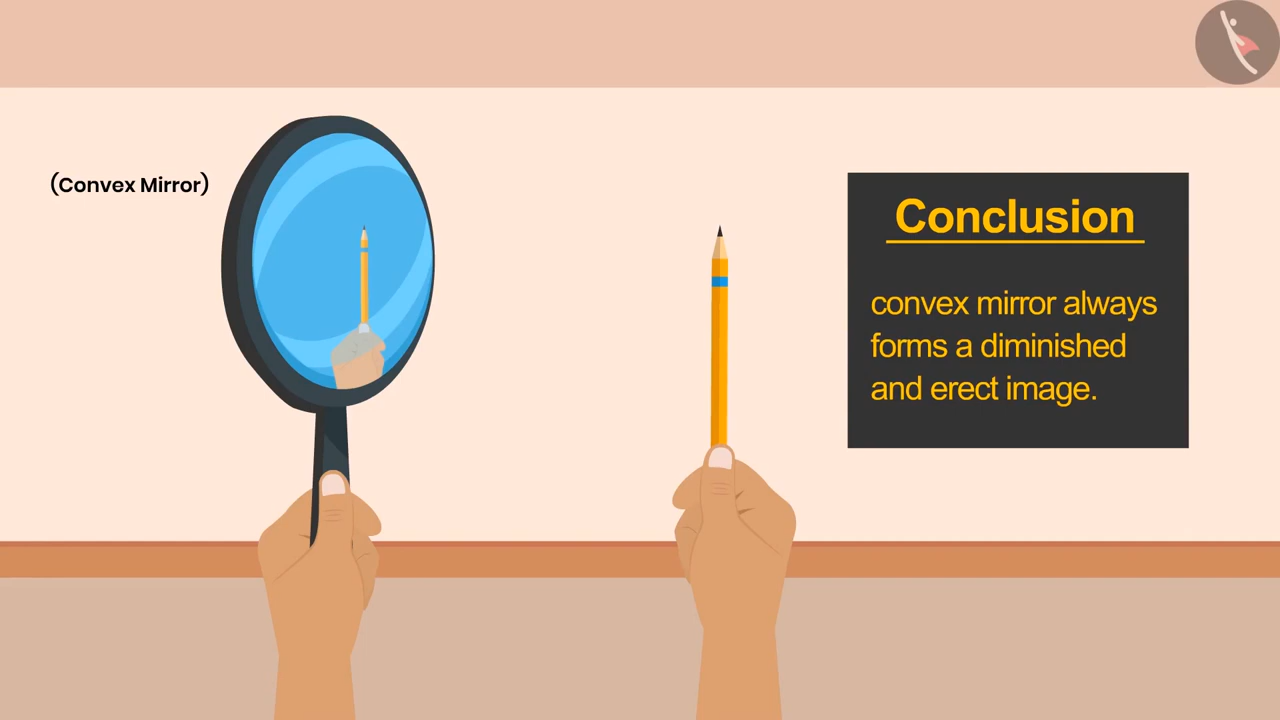 (Convex Mirror)
Conclusion
convex mirror always
forms a diminished
and erect image.